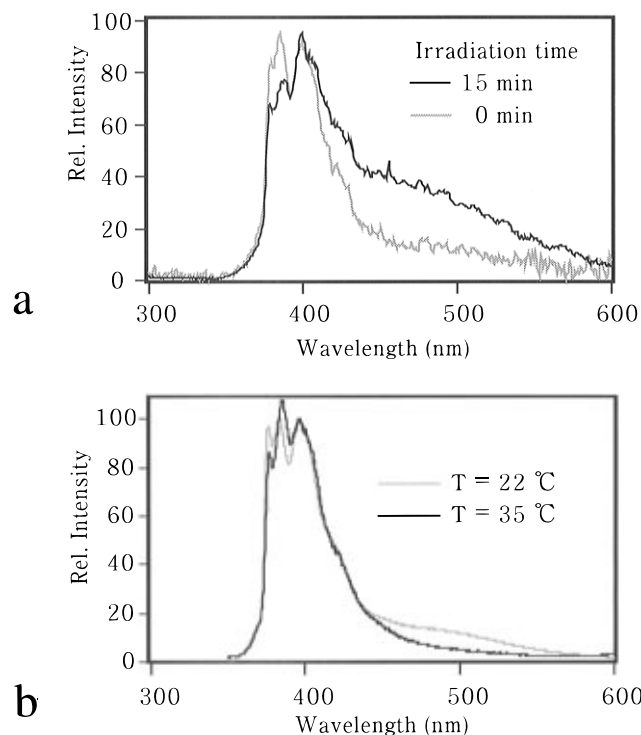 100
80
60
40
20
0
Rel. Intensity
Irradiation time
15 min
0 min
300
400
500
600
Wavelength (nm)
a
100
80
60
40
20
0
Rel. Intensity
T = 22 ℃
T = 35 ℃
300
400
500
600
Wavelength (nm)
b